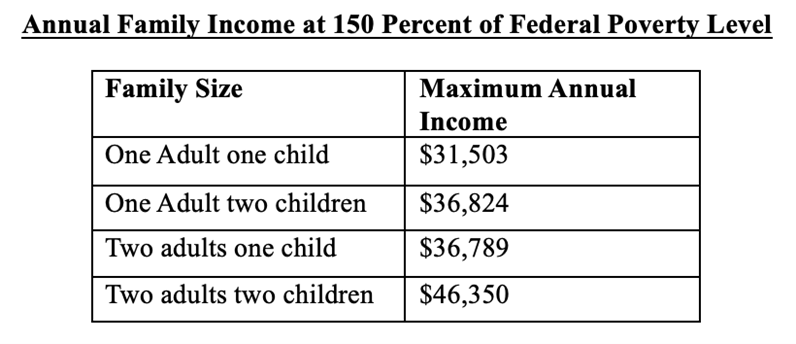 Annual Family Income at 150 Percent of Federal Poverty Level
Family Size
Maximum Annual
Income
One Adult one child
$31,503
One Adult two children
$36,824
Two adults one child
$36,789
Two adults two children
$46,350